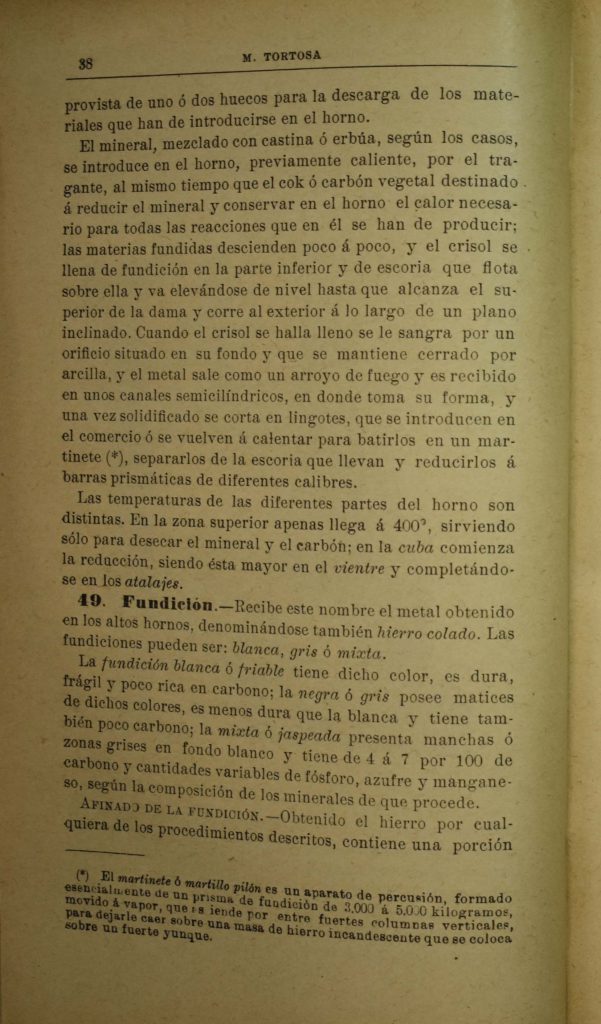 38
M. TORTOSA
provista de uno ó dos huecos para la descarga de los mate-
riales que han de introducirse en el horno.
El mineral, mezclado con castina ó erbúa, según los casos,
se introduce en el horno, previamente caliente, por el tra-
gante, al mismo tiempo que el cok ó carbón vegetal destinado
á reducir el mineral y conservar en el horno el calor necesa-
rio para todas las reacciones que en él se han de producir;
las materias fundidas descienden poco á poco, y el crisol se
llena de fundición en la parte inferior y de escoria que flota
sobre ella y va elevándose de nivel hasta que alcanza el su-
perior de la dama y corre al exterior á lo largo de un plano
inclinado. Cuando el crisol se halla lleno se le sangra por un
orificio situado en su fondo y que se mantiene cerrado por
arcilla, y el metal sale como un arroyo de fuego y es recibido
en unos canales semicilíndricos, en donde toma su forma, y
una vez solidificado se corta en lingotes, que se introducen en
el comercio ó se vuelven á calentar para batirlos en un mar-
tinete (*), separarlos de la escoria que llevan y reducirlos á
barras prismáticas de diferentes calibres.
Las temperaturas de las diferentes partes del horno son
distintas. En la zona superior apenas llega á 400°, sirviendo
sólo para desecar el mineral y el carbón; en la cuba comienza
la reducción, siendo ésta mayor en el vientre y completándo-
se en los atalajes.
49. Fundición.—Recibe este nombre el metal obtenido
en los altos hornos, denominándose también hierro colado. Las
fundiciones pueden ser: blanca, gris ó mixta.
La fundición blanca ó friable tiene dicho color, es dura,
frágil y poco rica en carbono; la negra ó gris posee matices
de dichos colores, es menos dura que la blanca y tiene tam-
bién poco carbono; la mixta ó jaspeada presenta manchas ó
zonas grises en fondo blanco y tiene de 4 á 7 por 100 de
carbono y cantidades variables de fósforo, azufre y mangane-
so, según la composición de los minerales de que procede.
AFINADO DE LA FUNDICIÓN.—Obtenido el hierro por cual-
quiera de los procedimientos descritos, contiene una porción
(*) El martinete ó martillo pilón es un aparato de percusión, formado
esencialmente de un prisma de fundición de 3.000 á 5.000 kilogramos,
movido á vapor, que es iende por entre fuertes columnas verticales,
para dejarle caer sobre una masa de hierro incandescente que se coloca
sobre un fuerte yunque.